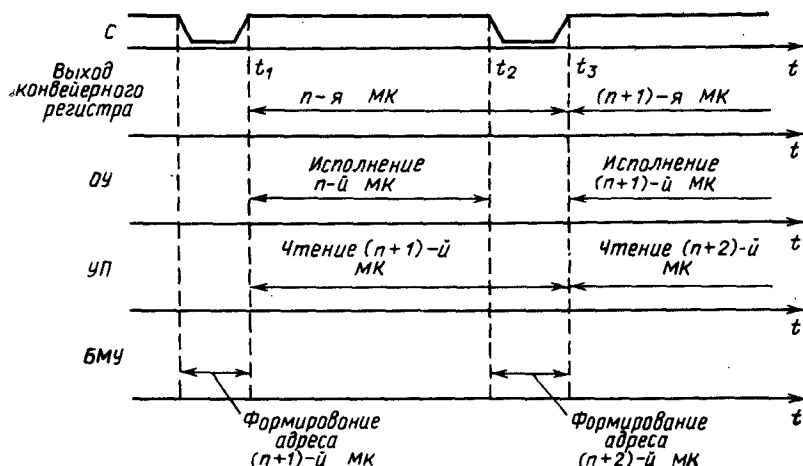 С
t
Выход
конвейерного
регистра
t1
t2
t3
n-я МК
(n+1)-я МК
t
ОУ
Исполнение
n-й МК
Исполнение
(n+1)-й МК
t
УП
Чтение (n+1)-й
МК
Чтение (n+2)-й
МК
t
БМУ
t
Формирование
адреса
(n+1)-й МК
Формирование
адреса
(n+2)-й МК